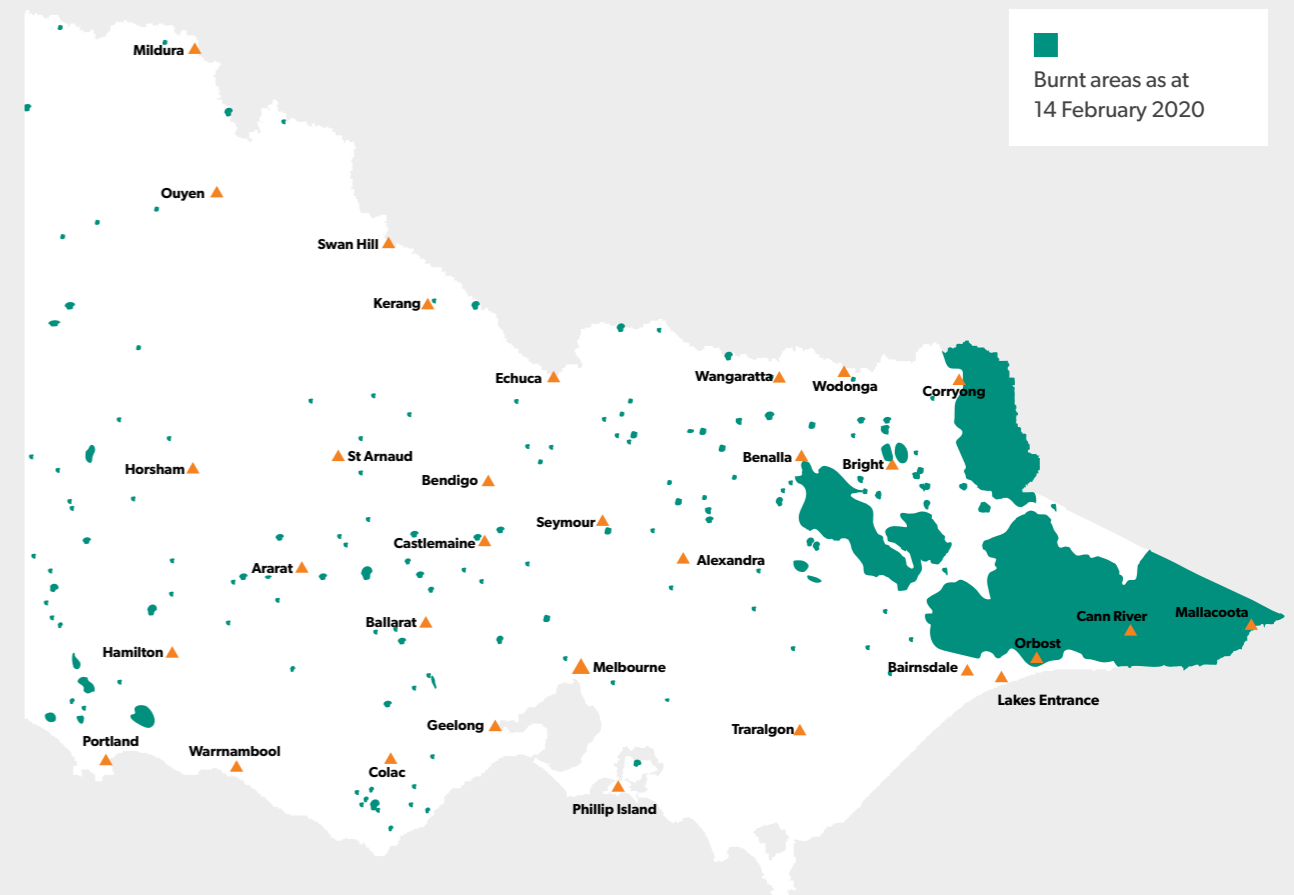 Burnt areas as at
14 February 2020
Mildura
Ouyen
Swan Hill
Kerang
Echuca
Wangaratta
Wodonga
Corryong
Horsham
St Arnaud
Benalla
Bright
Bendigo
Seymour
Castlemaine
Alexandra
Ararat
Ballarat
Cann River
Mallacoota
Orbost
Hamilton
Melbourne
Bairnsdale
Lakes Entrance
Geelong
Traralgon
Portland
Warrnambool
Colac
Phillip Island